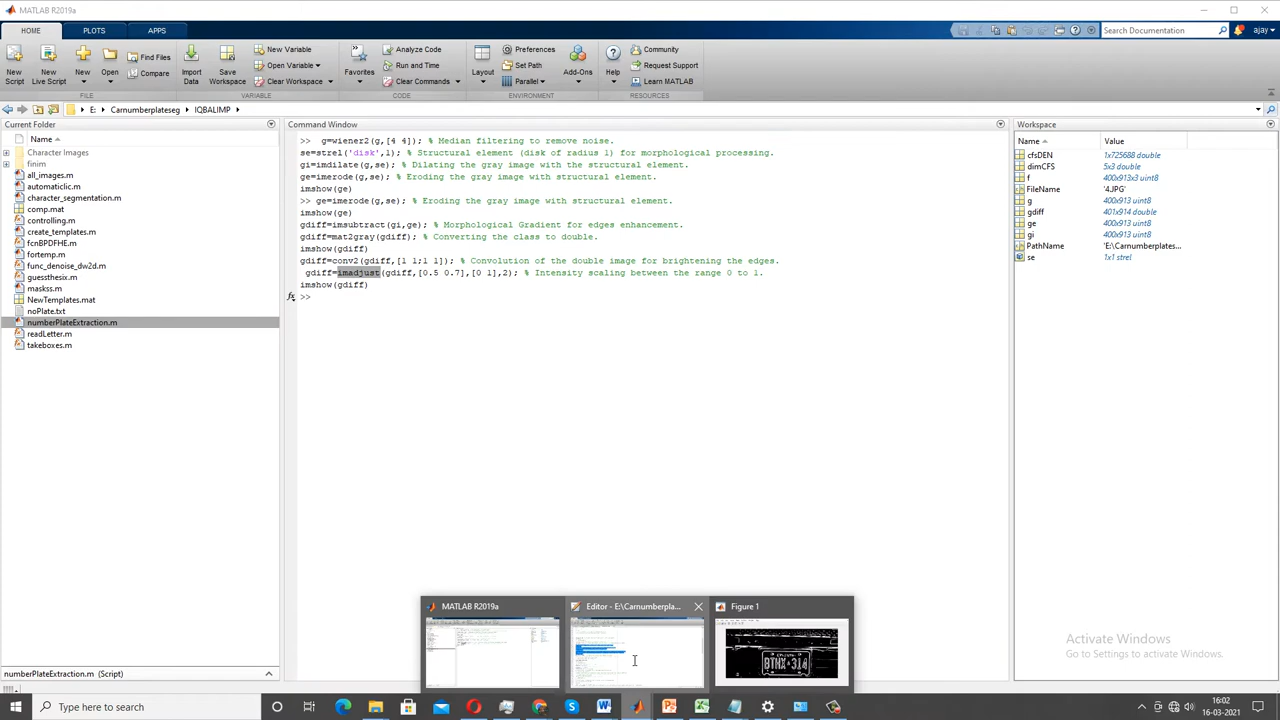 MATLAB R2019a
HOME
PLOTS
APPS
Search Documentation
ajay
New Script
New Live Script
New
Open
Find Files
Compare
Import Data
Save Workspace
New Variable
Open Variable
Clear Workspace
Favorites
Analyze Code
Run and Time
Clear Commands
Layout
Preferences
Set Path
Parallel
Add-Ons
Help
Community
Request Support
Learn MATLAB
FILE
VARIABLE
CODE
ENVIRONMENT
RESOURCES
E:
Carnumberplateseg
IQBALIMP
Current Folder
Name
Character Images
finim
all_images.m
automaticlic.m
character_segmentation.m
comp.mat
controlling.m
create_templates.m
fcnBPDFHE.m
fortemp.m
func_denoise_dw2d.m
guessthesix.m
maskss.m
NewTemplates.mat
noPlate.txt
numberPlateExtraction.m
readLetter.m
takeboxes.m
numberPlateExtraction.m (Script)
Command Window
>> g=wiener2(g,[4 4]); % Median filtering to remove noise.
se=strel('disk',1); % Structural element (disk of radius 1) for morphological processing.
gi=imdilate(g,se); % Dilating the gray image with the structural element.
ge=imerode(g,se); % Eroding the gray image with structural element.
imshow(ge)
>> ge=imerode(g,se); % Eroding the gray image with structural element.
imshow(ge)
gdiff=imsubtract(gi,ge); % Morphological Gradient for edges enhancement.
gdiff=mat2gray(gdiff); % Converting the class to double.
imshow(gdiff)
gdiff=conv2(gdiff,[1 1;1 1]); % Convolution of the double image for brightening the edges.
gdiff=imadjust(gdiff,[0.5 0.7],[0 1],2); % Intensity scaling between the range 0 to 1.
imshow(gdiff)
fx >>
Workspace
Name Value
cfsDEN 1x725688 double
dimCFS 5x3 double
f 400x913x3 uint8
FileName '4.JPG'
g 400x913 uint8
gdiff 401x914 double
ge 400x913 uint8
gi 400x913 uint8
PathName 'E:\Carnumberplates...
se 1x1 strel
MATLAB R2019a
Editor - E:\Carnumberpla...
Figure 1
BTNX 314
Activate Windows
Go to Settings to activate Windows.
Type here to search
16:02
16-03-2021